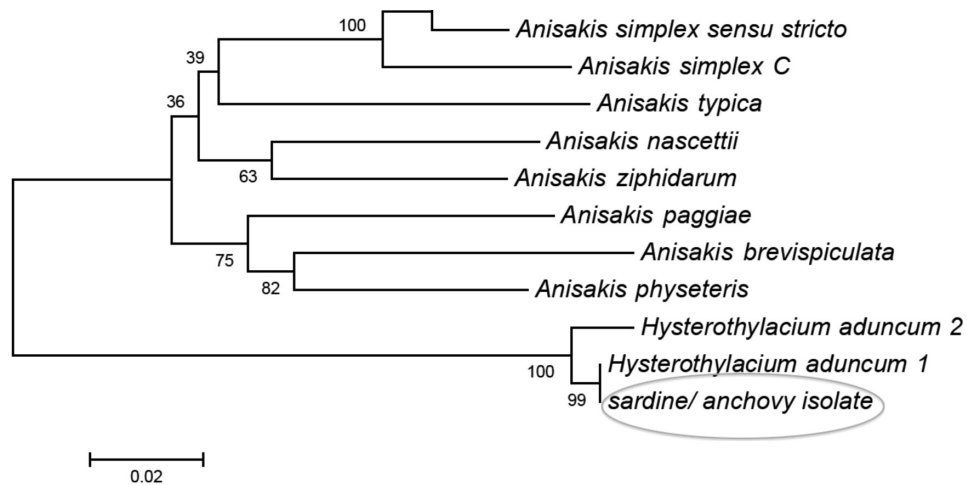 100
Anisakis simplex sensu stricto
39
Anisakis simplex C
36
Anisakis typica
Anisakis nascettii
63
Anisakis ziphidarum
Anisakis paggiae
75
Anisakis brevispiculata
82
Anisakis physeteris
Hysterothylacium aduncum 2
100
Hysterothylacium aduncum 1
99
sardine/ anchovy isolate
0.02